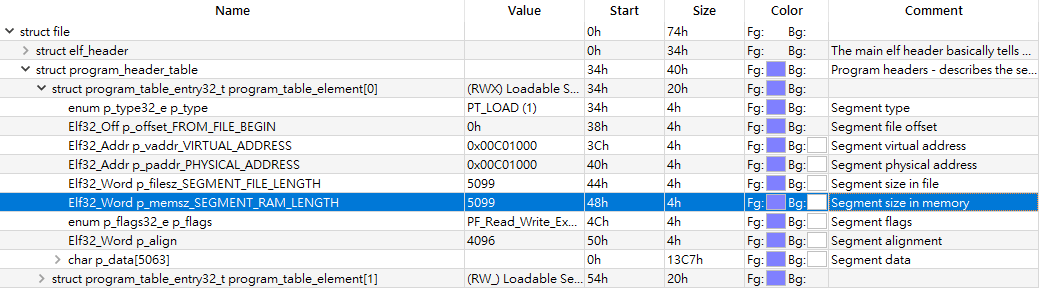 Name Value Start Size Color Comment
struct file 0h 74h Fg: Bg:
struct elf_header 0h 34h Fg: Bg: The main elf header basically tells ...
struct program_header_table 34h 40h Fg: Bg: Program headers - describes the se...
struct program_table_entry32_t program_table_element[0] (RWX) Loadable S... 34h 20h Fg: Bg:
enum p_type32_e p_type PT_LOAD (1) 34h 4h Fg: Bg: Segment type
Elf32_Off p_offset_FROM_FILE_BEGIN 0h 38h 4h Fg: Bg: Segment file offset
Elf32_Addr p_vaddr_VIRTUAL_ADDRESS 0x00C01000 3Ch 4h Fg: Bg: Segment virtual address
Elf32_Addr p_paddr_PHYSICAL_ADDRESS 0x00C01000 40h 4h Fg: Bg: Segment physical address
Elf32_Word p_filesz_SEGMENT_FILE_LENGTH 5099 44h 4h Fg: Bg: Segment size in file
Elf32_Word p_memsz_SEGMENT_RAM_LENGTH 5099 48h 4h Fg: Bg: Segment size in memory
enum p_flags32_e p_flags PF_Read_Write_Ex... 4Ch 4h Fg: Bg: Segment flags
Elf32_Word p_align 4096 50h 4h Fg: Bg: Segment alignment
char p_data[5063] 0h 13C7h Fg: Bg: Segment data
struct program_table_entry32_t program_table_element[1] (RW_) Loadable Se... 54h 20h Fg: Bg: